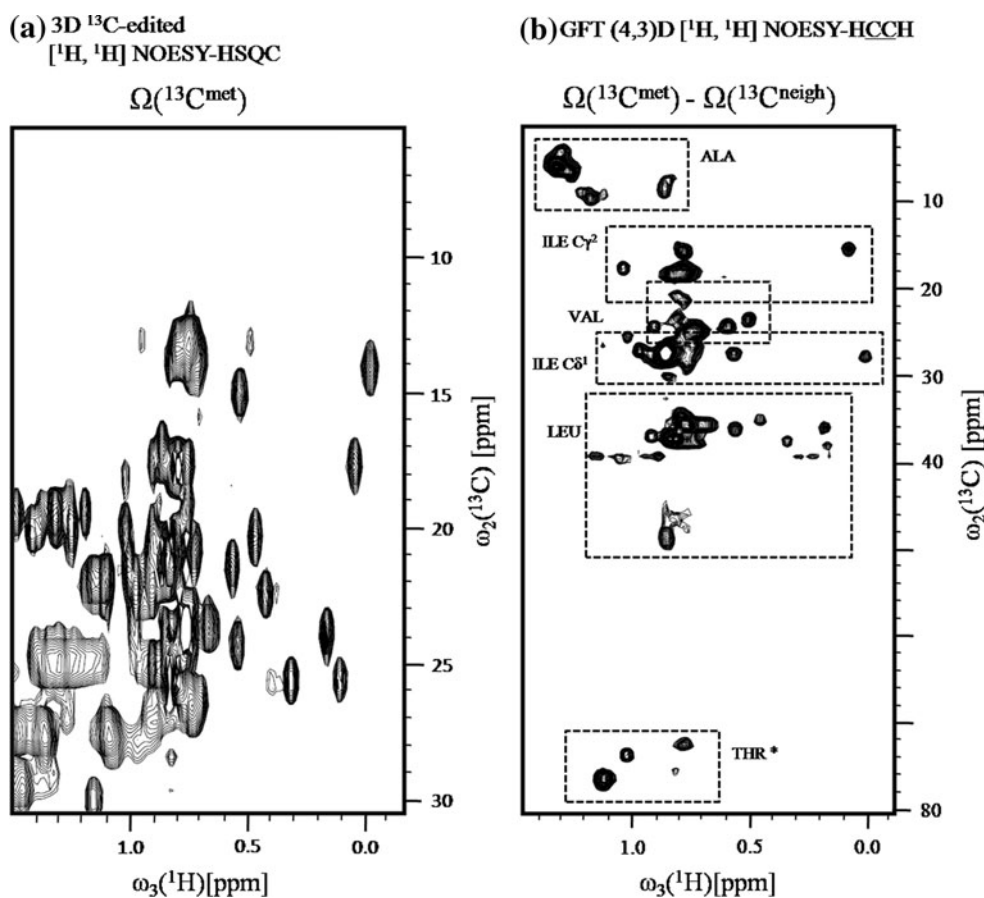 (a) 3D ¹³C-edited
[¹H, ¹H] NOESY-HSQC
Ω(¹³Cᵐᵉᵗ)
10
15
20
25
30
ω₂(¹³C) [ppm]
1.0
0.5
0.0
ω₃(¹H)[ppm]
(b) GFT (4,3)D [¹H, ¹H] NOESY-HCCH
Ω(¹³Cᵐᵉᵗ) - Ω(¹³Cⁿᵉⁱᵍʰ)
ALA
ILE Cγ²
VAL
ILE Cδ¹
LEU
THR *
10
20
30
40
80
ω₂(¹³C) [ppm]
1.0
0.5
0.0
ω₃(¹H)[ppm]